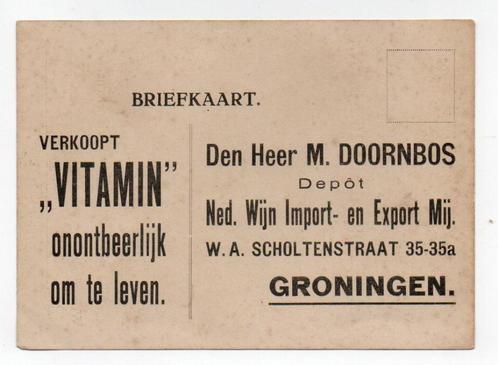 BRIEFKAART.
VERKOOPT
„VITAMIN”
onontbeerlijk
om te leven.
Den Heer M. DOORNBOS
Depôt
Ned. Wijn Import- en Export Mij.
W. A. SCHOLTENSTRAAT 35-35a
GRONINGEN.